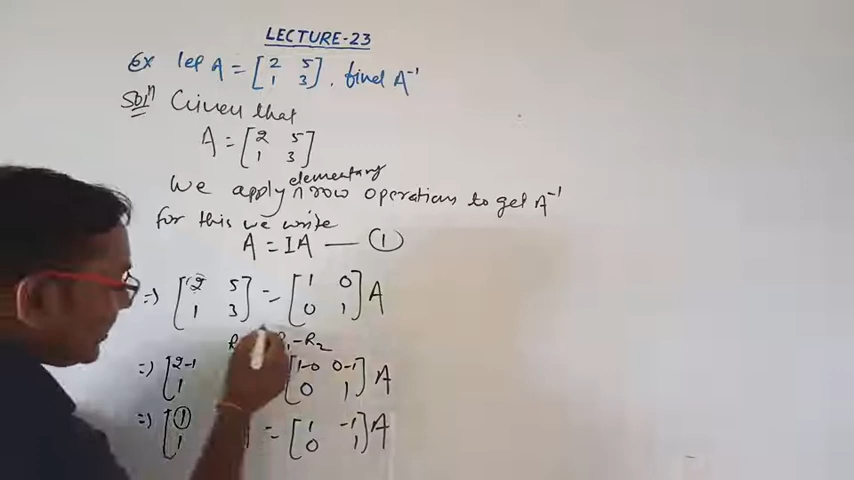 LECTURE-23
Ex let A = [2 5 1 3]. find A⁻¹
Solⁿ Given that
A = [2 5 1 3]
We apply elementary row operations to get A⁻¹
for this we write
A = IA — (1)
=> [2 5 1 3] = [1 0 0 1] A
-R₂
=> [2-1 1 [1-0 0-1 0 1] A
=> [1 1 = [1 -1 0 1] A